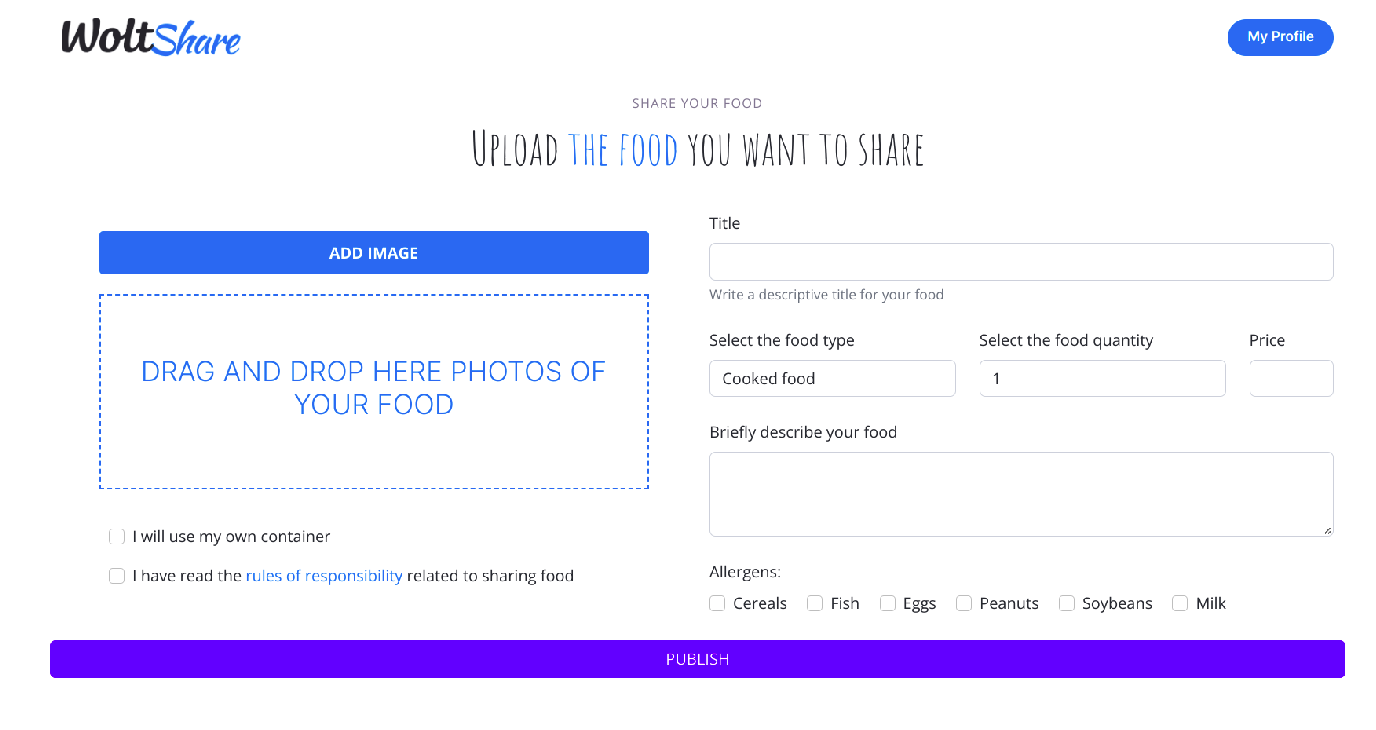 WoltShare
My Profile
SHARE YOUR FOOD
Upload the food you want to share
ADD IMAGE
DRAG AND DROP HERE PHOTOS OF
YOUR FOOD
I will use my own container
I have read the rules of responsibility related to sharing food
Title
Write a descriptive title for your food
Select the food type Select the food quantity Price
Cooked food 1
Briefly describe your food
Allergens:
Cereals Fish Eggs Peanuts Soybeans Milk
PUBLISH